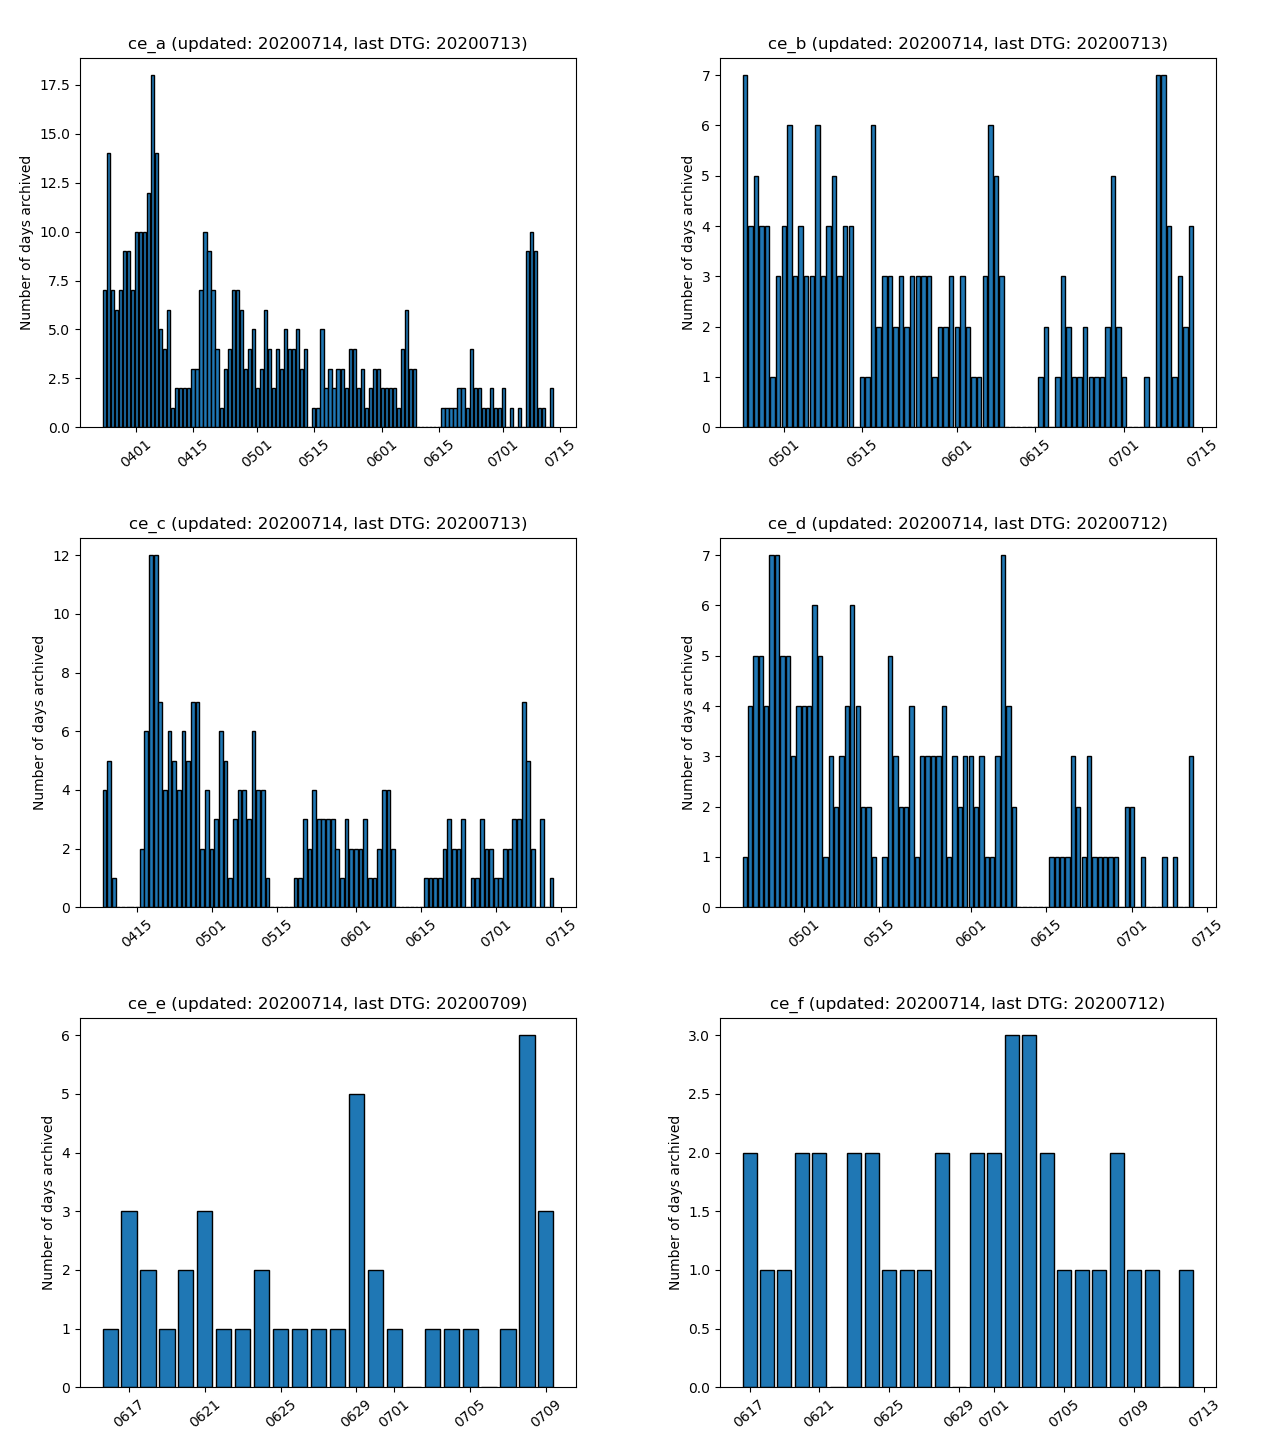 ce_a (updated: 20200714, last DTG: 20200713)
Number of days archived
17.5
15.0
12.5
10.0
7.5
5.0
2.5
0.0
0401 0415 0501 0515 0601 0615 0701 0715
ce_b (updated: 20200714, last DTG: 20200713)
Number of days archived
7
6
5
4
3
2
1
0
0501 0515 0601 0615 0701 0715
ce_c (updated: 20200714, last DTG: 20200713)
Number of days archived
12
10
8
6
4
2
0
0415 0501 0515 0601 0615 0701 0715
ce_d (updated: 20200714, last DTG: 20200712)
Number of days archived
7
6
5
4
3
2
1
0
0501 0515 0601 0615 0701 0715
ce_e (updated: 20200714, last DTG: 20200709)
Number of days archived
6
5
4
3
2
1
0
0617 0621 0625 0629 0701 0705 0709
ce_f (updated: 20200714, last DTG: 20200712)
Number of days archived
3.0
2.5
2.0
1.5
1.0
0.5
0.0
0617 0621 0625 0629 0701 0705 0709 0713